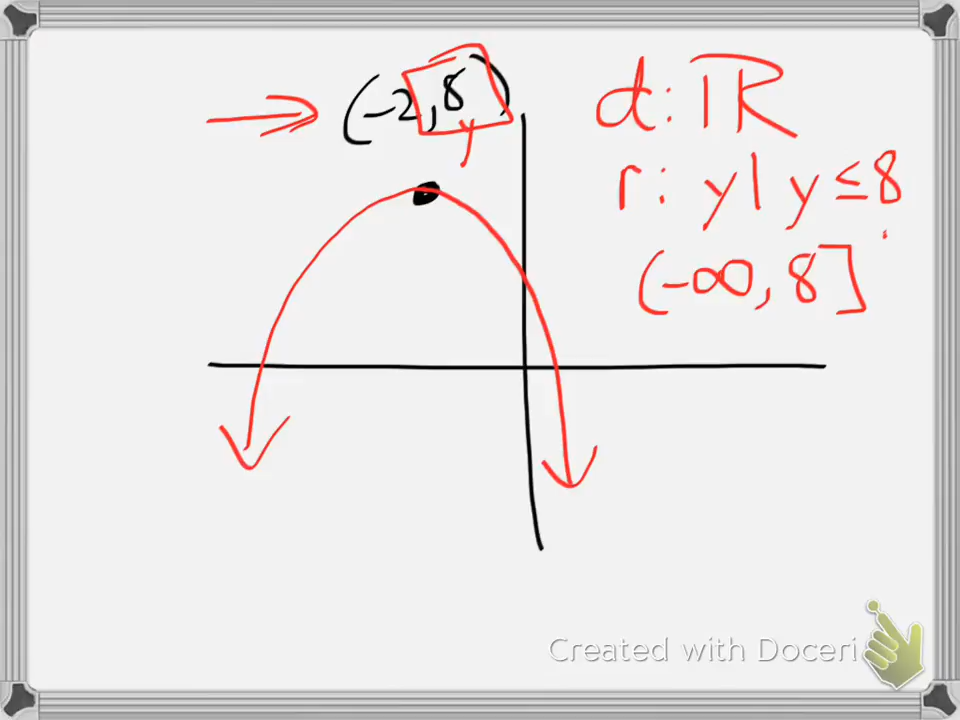 (-2,8)
y
d: ℝ
r: y | y ≤ 8
(-∞, 8]
Created with Doceri